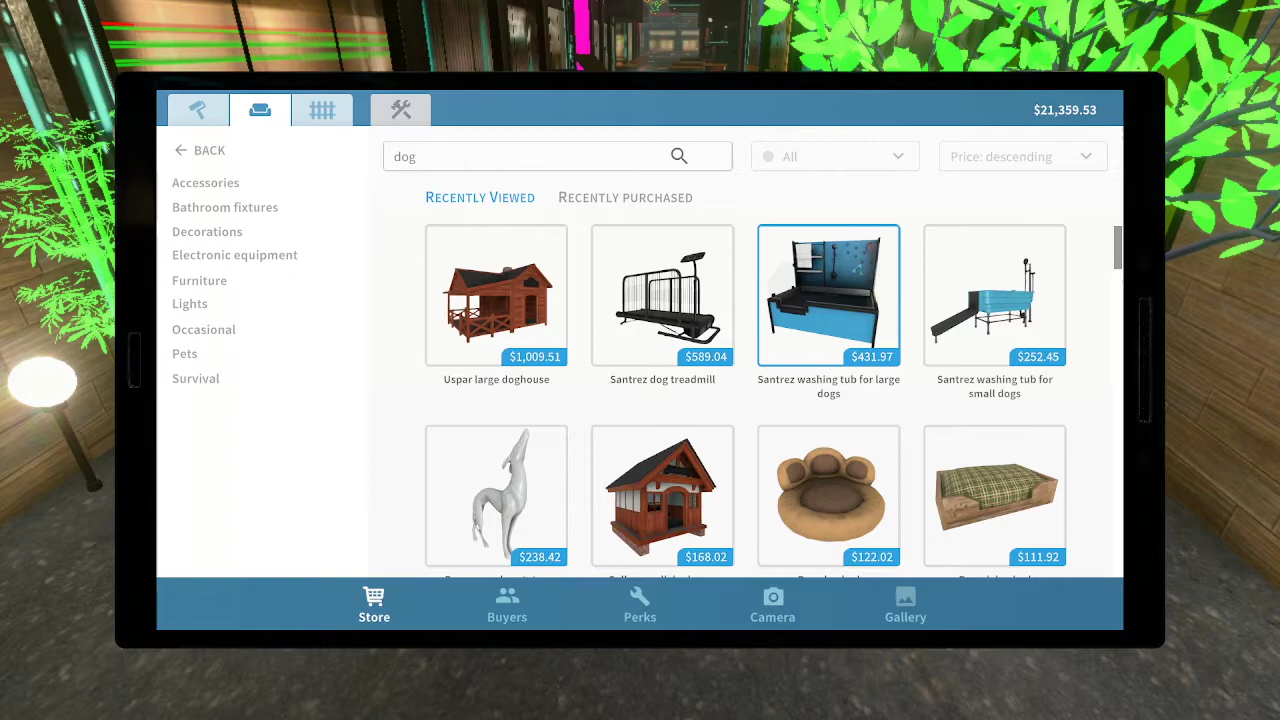 $21,359.53
BACK
dog
All
Price: descending
Accessories
Bathroom fixtures
Decorations
Electronic equipment
Furniture
Lights
Occasional
Pets
Survival
RECENTLY VIEWED
RECENTLY PURCHASED
$1,009.51
$589.04
$431.97
$252.45
Uspar large doghouse
Santrez dog treadmill
Santrez washing tub for large
dogs
Santrez washing tub for
small dogs
$238.42
$168.02
$122.02
$111.92
Store
Buyers
Perks
Camera
Gallery